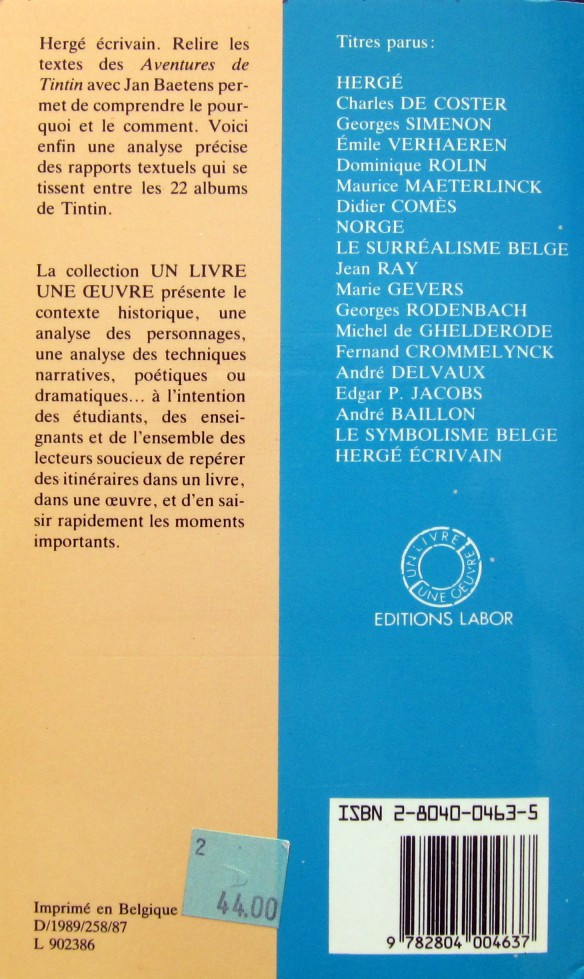 Hergé écrivain. Relire les
textes des Aventures de
Tintin avec Jan Baetens per-
met de comprendre le pour-
quoi et le comment. Voici
enfin une analyse précise
des rapports textuels qui se
tissent entre les 22 albums
de Tintin.
La collection UN LIVRE
UNE ŒUVRE présente le
contexte historique, une
analyse des personnages,
une analyse des techniques
narratives, poétiques ou
dramatiques... à l'intention
des étudiants, des ensei-
gnants et de l'ensemble des
lecteurs soucieux de repérer
des itinéraires dans un livre,
dans une œuvre, et d'en sai-
sir rapidement les moments
importants.
Imprimé en Belgique
D/1989/258/87
L 902386
2
44.00
Titres parus :
HERGÉ
Charles DE COSTER
Georges SIMENON
Émile VERHAEREN
Dominique ROLIN
Maurice MAETERLINCK
Didier COMÈS
NORGE
LE SURRÉALISME BELGE
Jean RAY
Marie GEVERS
Georges RODENBACH
Michel de GHELDERODE
Fernand CROMMELYNCK
André DELVAUX
Edgar P. JACOBS
André BAILLON
LE SYMBOLISME BELGE
HERGÉ ÉCRIVAIN
UN LIVRE
UNE ŒUVRE
EDITIONS LABOR
ISBN 2-8040-0463-5
9 782804 004637